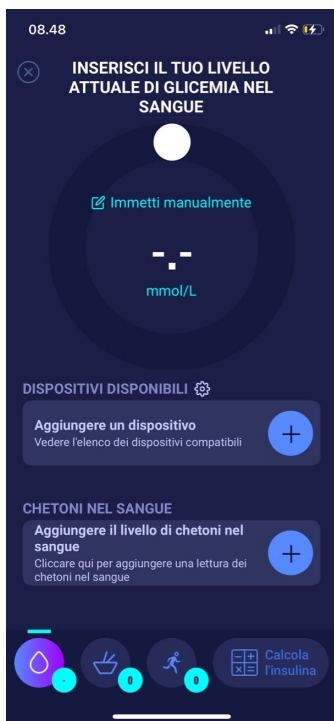 08.48
INSERISCI IL TUO LIVELLO
ATTUALE DI GLICEMIA NEL
SANGUE
Immetti manualmente
-.-
mmol/L
DISPOSITIVI DISPONIBILI
Aggiungere un dispositivo
Vedere l'elenco dei dispositivi compatibili
CHETONI NEL SANGUE
Aggiungere il livello di chetoni nel
sangue
Cliccare qui per aggiungere una lettura dei
chetoni nel sangue
-
0
0
Calcola
l'insulina